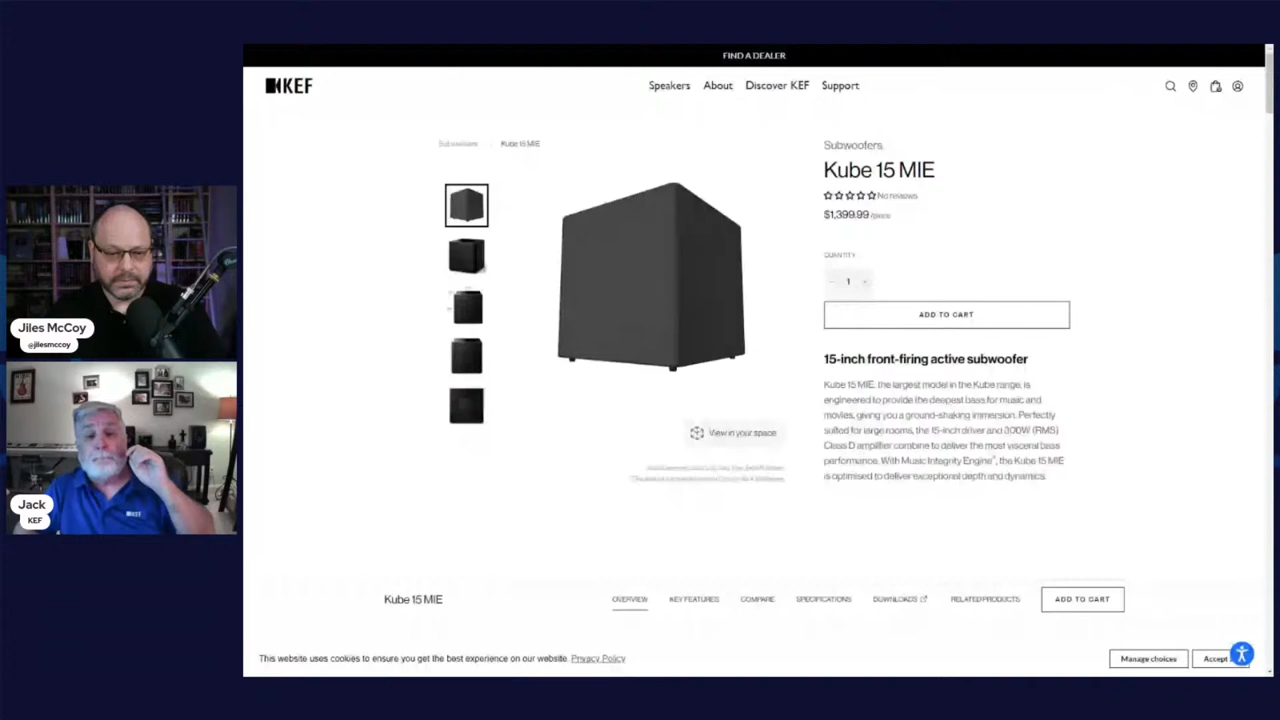 FIND A DEALER
KEF
Speakers About Discover KEF Support
Subwoofers Kube 15 MIE
Subwoofers
Kube 15 MIE
No reviews
$1,399.99 /piece
QUANTITY
- 1 +
ADD TO CART
15-inch front-firing active subwoofer
Kube 15 MIE, the largest model in the Kube range, is
engineered to provide the deepest bass for music and
movies, giving you a ground-shaking immersion. Perfectly
suited for large rooms, the 15-inch driver and 300W (RMS)
Class D amplifier combine to deliver the most visceral bass
performance. With Music Integrity Engine®, the Kube 15 MIE
is optimised to deliver exceptional depth and dynamics.
View in your space
Kube 15 MIE
OVERVIEW KEY FEATURES COMPARE SPECIFICATIONS DOWNLOADS RELATED PRODUCTS ADD TO CART
This website uses cookies to ensure you get the best experience on our website. Privacy Policy
Manage choices Accept
Jiles McCoy
@jilesmccoy
KEF
Jack
KEF